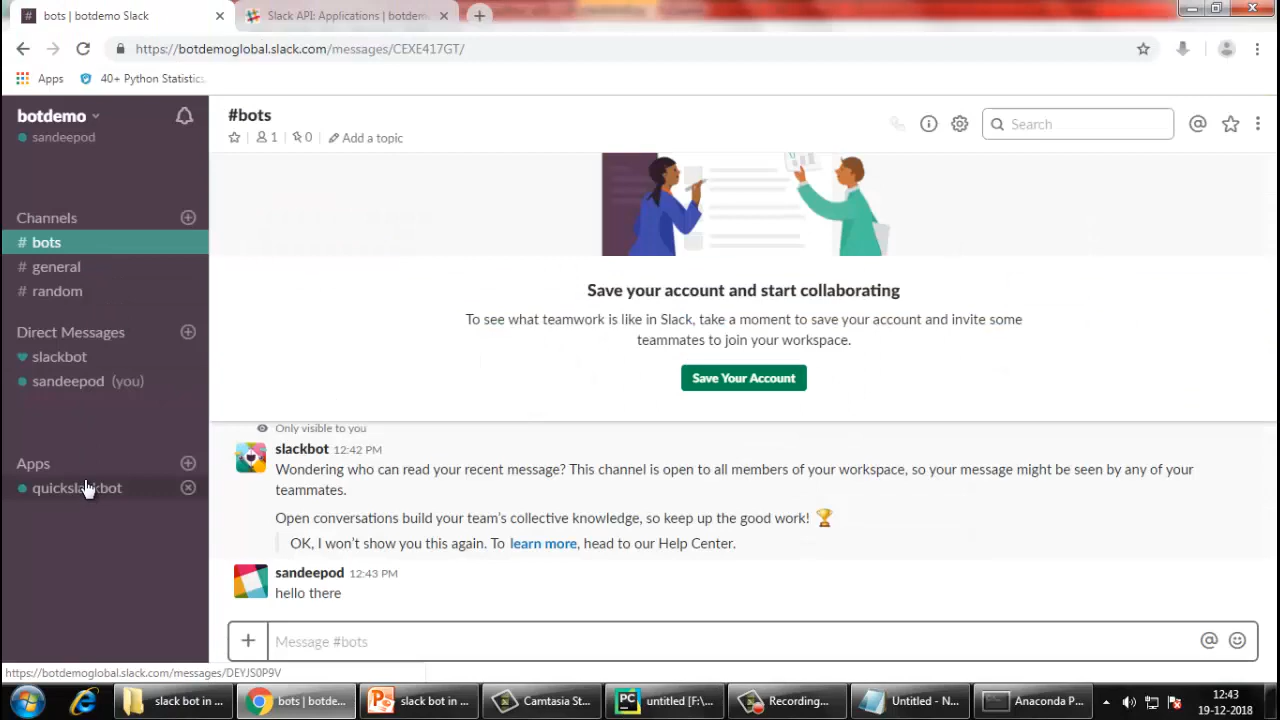 bots | botdemo Slack
Slack API: Applications | botdemo
https://botdemoglobal.slack.com/messages/CEXE417GT/
Apps
40+ Python Statistics
botdemo
sandeepod
Channels
# bots
# general
# random
Direct Messages
slackbot
sandeepod (you)
Apps
quickslackbot
#bots
1
0
Add a topic
Search
Save your account and start collaborating
To see what teamwork is like in Slack, take a moment to save your account and invite some
teammates to join your workspace.
Save Your Account
Only visible to you
slackbot 12:42 PM
Wondering who can read your recent message? This channel is open to all members of your workspace, so your message might be seen by any of your
teammates.
Open conversations build your team's collective knowledge, so keep up the good work!
OK, I won't show you this again. To learn more, head to our Help Center.
sandeepod 12:43 PM
hello there
Message #bots
https://botdemoglobal.slack.com/messages/DEYJS0P9V
slack bot in ...
bots | botde...
slack bot in ...
Camtasia St...
untitled [F:\...
Recording...
Untitled - N...
Anaconda P...
12:43
19-12-2018